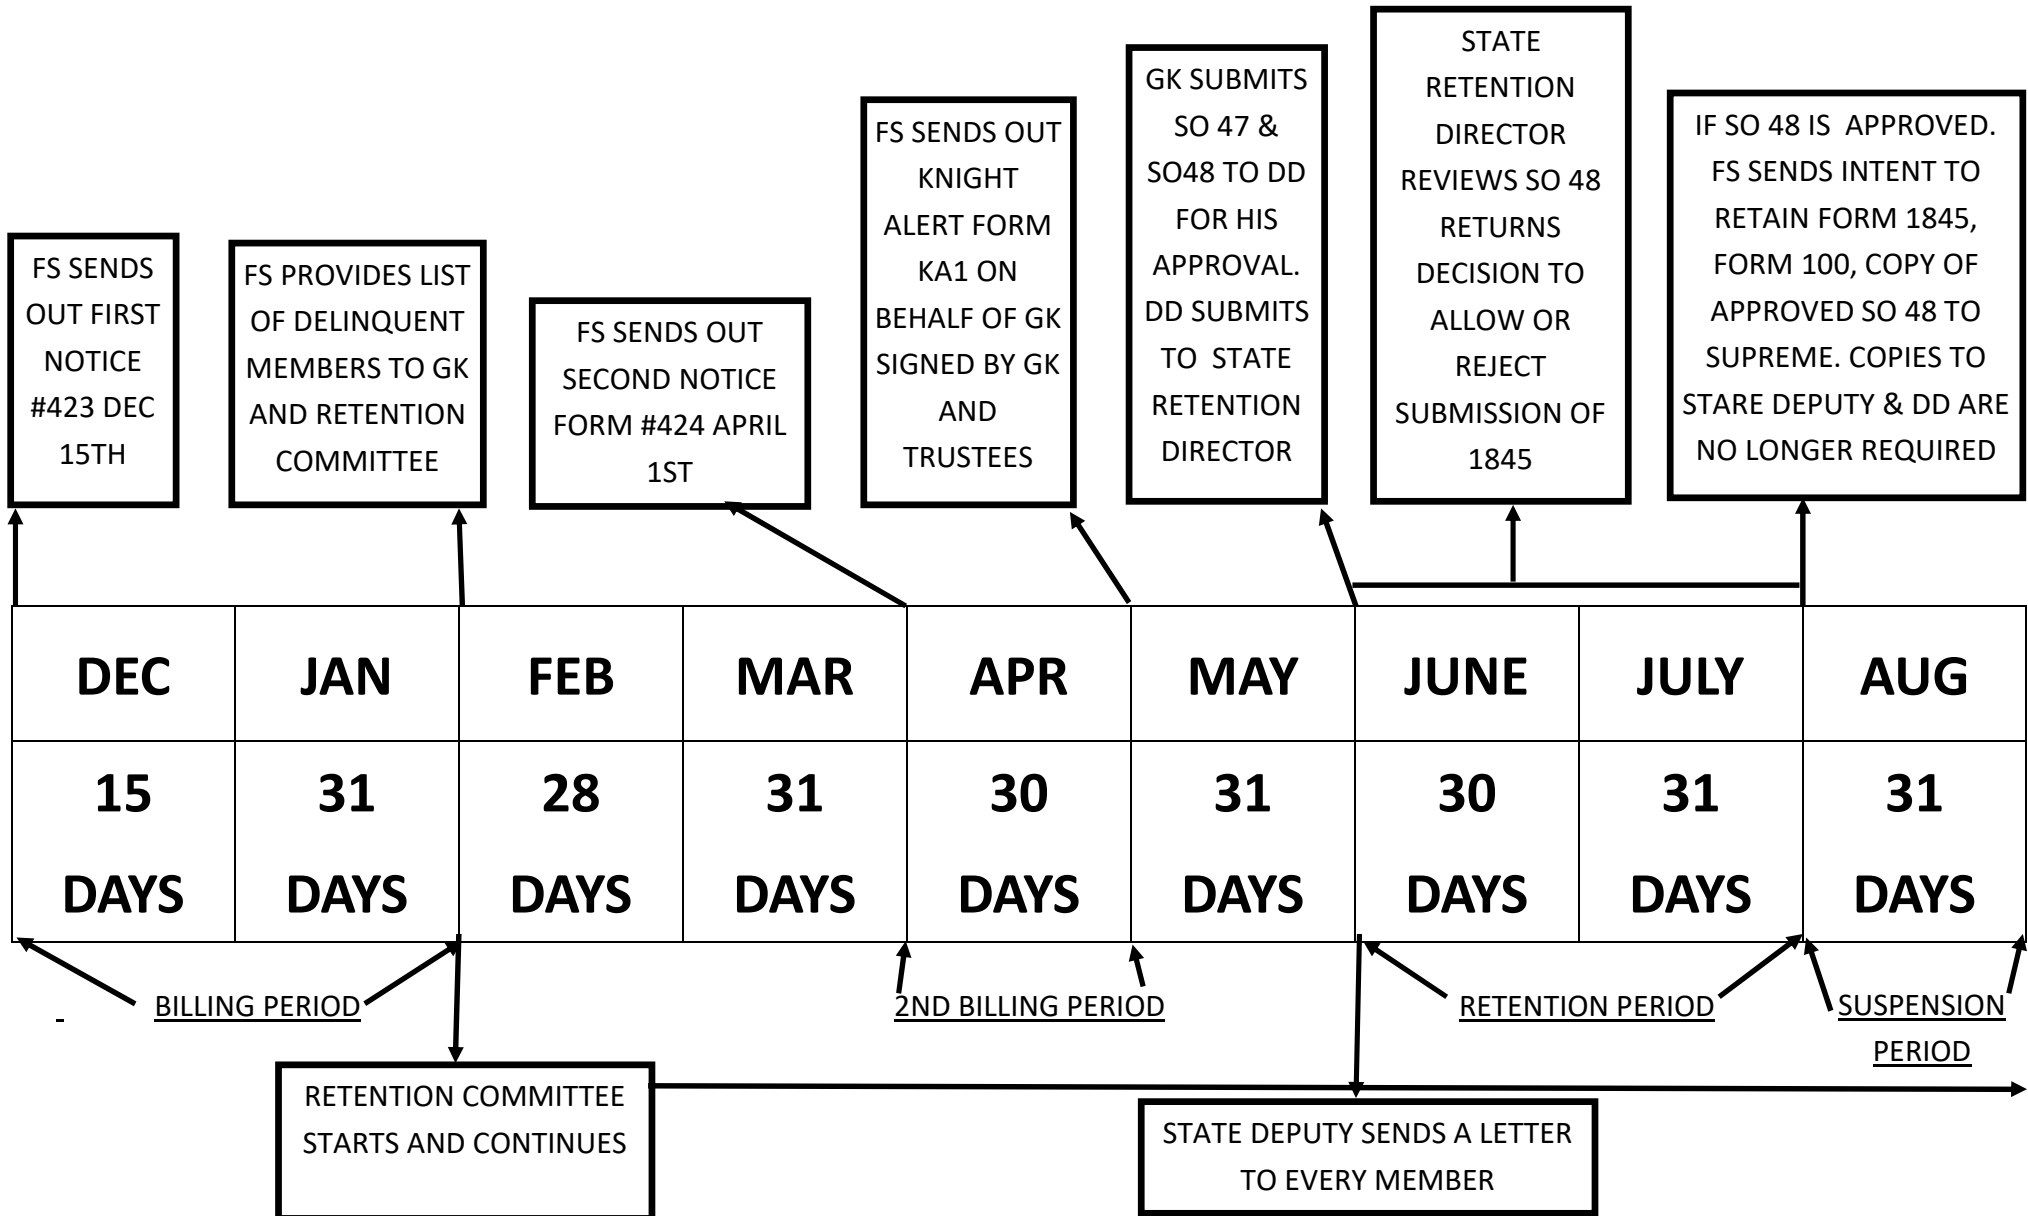 FS SENDS
OUT FIRST
NOTICE
#423 DEC
15TH
FS PROVIDES LIST
OF DELINQUENT
MEMBERS TO GK
AND RETENTION
COMMITTEE
FS SENDS OUT
SECOND NOTICE
FORM #424 APRIL
1ST
FS SENDS OUT
KNIGHT
ALERT FORM
KA1 ON
BEHALF OF GK
SIGNED BY GK
AND
TRUSTEES
GK SUBMITS
SO 47 &
SO48 TO DD
FOR HIS
APPROVAL.
DD SUBMITS
TO STATE
RETENTION
DIRECTOR
STATE
RETENTION
DIRECTOR
REVIEWS SO 48
RETURNS
DECISION TO
ALLOW OR
REJECT
SUBMISSION OF
1845
IF SO 48 IS APPROVED.
FS SENDS INTENT TO
RETAIN FORM 1845,
FORM 100, COPY OF
APPROVED SO 48 TO
SUPREME. COPIES TO
STARE DEPUTY & DD ARE
NO LONGER REQUIRED
DEC JAN FEB MAR APR MAY JUNE JULY AUG
15 31 28 31 30 31 30 31 31
DAYS DAYS DAYS DAYS DAYS DAYS DAYS DAYS DAYS
BILLING PERIOD
2ND BILLING PERIOD
RETENTION PERIOD
SUSPENSION
PERIOD
RETENTION COMMITTEE
STARTS AND CONTINUES
STATE DEPUTY SENDS A LETTER
TO EVERY MEMBER